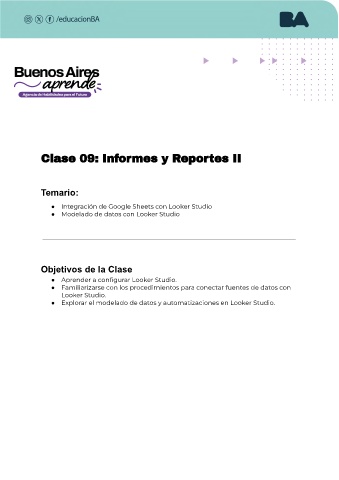 /educacionBA
BA
Buenos Aires
aprende
Agencia de Habilidades para el Futuro
Clase 09: Informes y Reportes II
Temario:
● Integración de Google Sheets con Looker Studio
● Modelado de datos con Looker Studio
Objetivos de la Clase
● Aprender a configurar Looker Studio.
● Familiarizarse con los procedimientos para conectar fuentes de datos con
Looker Studio.
● Explorar el modelado de datos y automatizaciones en Looker Studio.